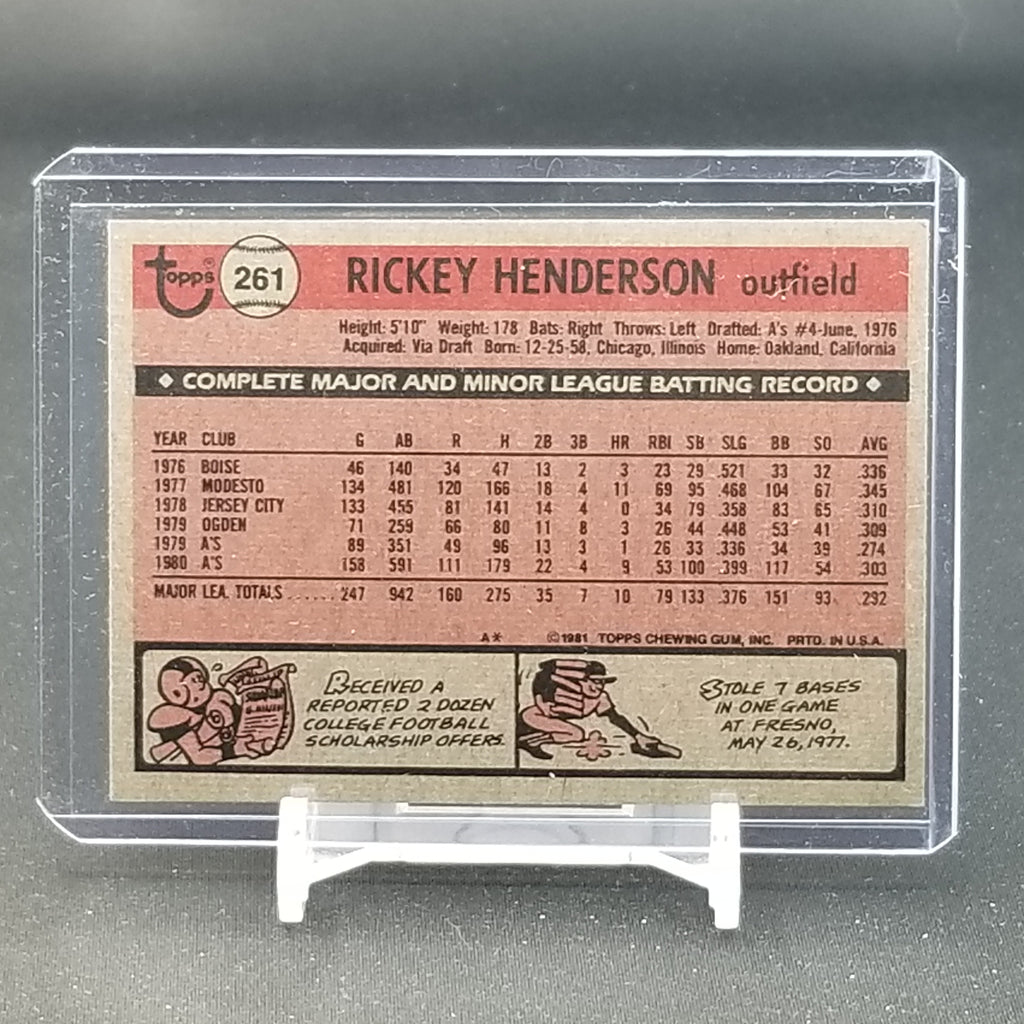 topps® 261 RICKEY HENDERSON outfield
Height: 5'10" Weight: 178 Bats: Right Throws: Left Drafted: A's #4-June, 1976
Acquired: Via Draft Born: 12-25-58, Chicago, Illinois Home: Oakland, California
◆ COMPLETE MAJOR AND MINOR LEAGUE BATTING RECORD ◆
YEAR CLUB G AB R H 2B 3B HR RBI SB SLG BB SO AVG
1976 BOISE 46 140 34 47 13 2 3 23 29 .521 33 32 .336
1977 MODESTO 134 481 120 166 18 4 11 69 95 .468 104 67 .345
1978 JERSEY CITY 133 455 81 141 14 4 0 34 79 .358 83 65 .310
1979 OGDEN 71 259 66 80 11 8 3 26 44 .448 53 41 .309
1979 A'S 89 351 49 96 13 3 1 26 33 .336 34 39 .274
1980 A'S 158 591 111 179 22 4 9 53 100 .399 117 54 .303
MAJOR LEA. TOTALS ...... 247 942 160 275 35 7 10 79 133 .376 151 93 .292
A* ©1981 TOPPS CHEWING GUM, INC. PRTD. IN U.S.A.
RECEIVED A
REPORTED 2 DOZEN
COLLEGE FOOTBALL
SCHOLARSHIP OFFERS.
STOLE 7 BASES
IN ONE GAME
AT FRESNO,
MAY 26, 1977.